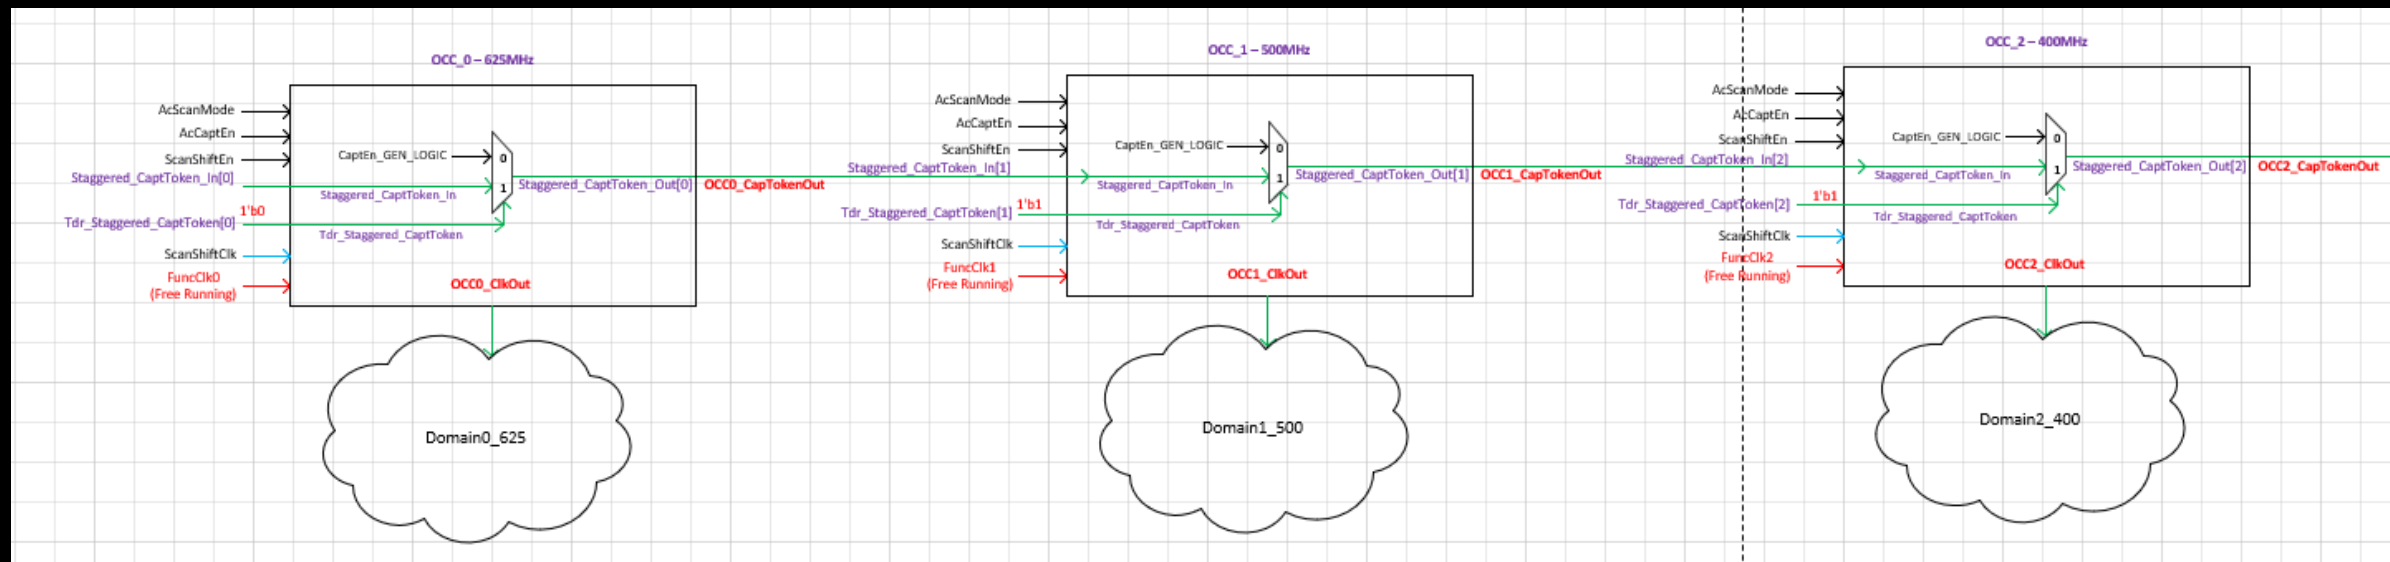 OCC_0 – 625MHz
AcScanMode
AcCaptEn
ScanShiftEn
Staggered_CaptToken_In[0]
1'b0
Tdr_Staggered_CaptToken[0]
ScanShiftClk
FuncClk0
(Free Running)
CaptEn_GEN_LOGIC
0
1
Staggered_CaptToken_In
Tdr_Staggered_CaptToken
Staggered_CaptToken_Out[0]
OCC0_CapTokenOut
OCC0_ClkOut
Domain0_625
OCC_1 – 500MHz
AcScanMode
AcCaptEn
ScanShiftEn
Staggered_CaptToken_In[1]
1'b1
Tdr_Staggered_CaptToken[1]
ScanShiftClk
FuncClk1
(Free Running)
CaptEn_GEN_LOGIC
0
1
Staggered_CaptToken_In
Tdr_Staggered_CaptToken
Staggered_CaptToken_Out[1]
OCC1_CapTokenOut
OCC1_ClkOut
Domain1_500
OCC_2 – 400MHz
AcScanMode
AcCaptEn
ScanShiftEn
Staggered_CaptToken_In[2]
1'b1
Tdr_Staggered_CaptToken[2]
ScanShiftClk
FuncClk2
(Free Running)
CaptEn_GEN_LOGIC
0
1
Staggered_CaptToken_In
Tdr_Staggered_CaptToken
Staggered_CaptToken_Out[2]
OCC2_CapTokenOut
OCC2_ClkOut
Domain2_400